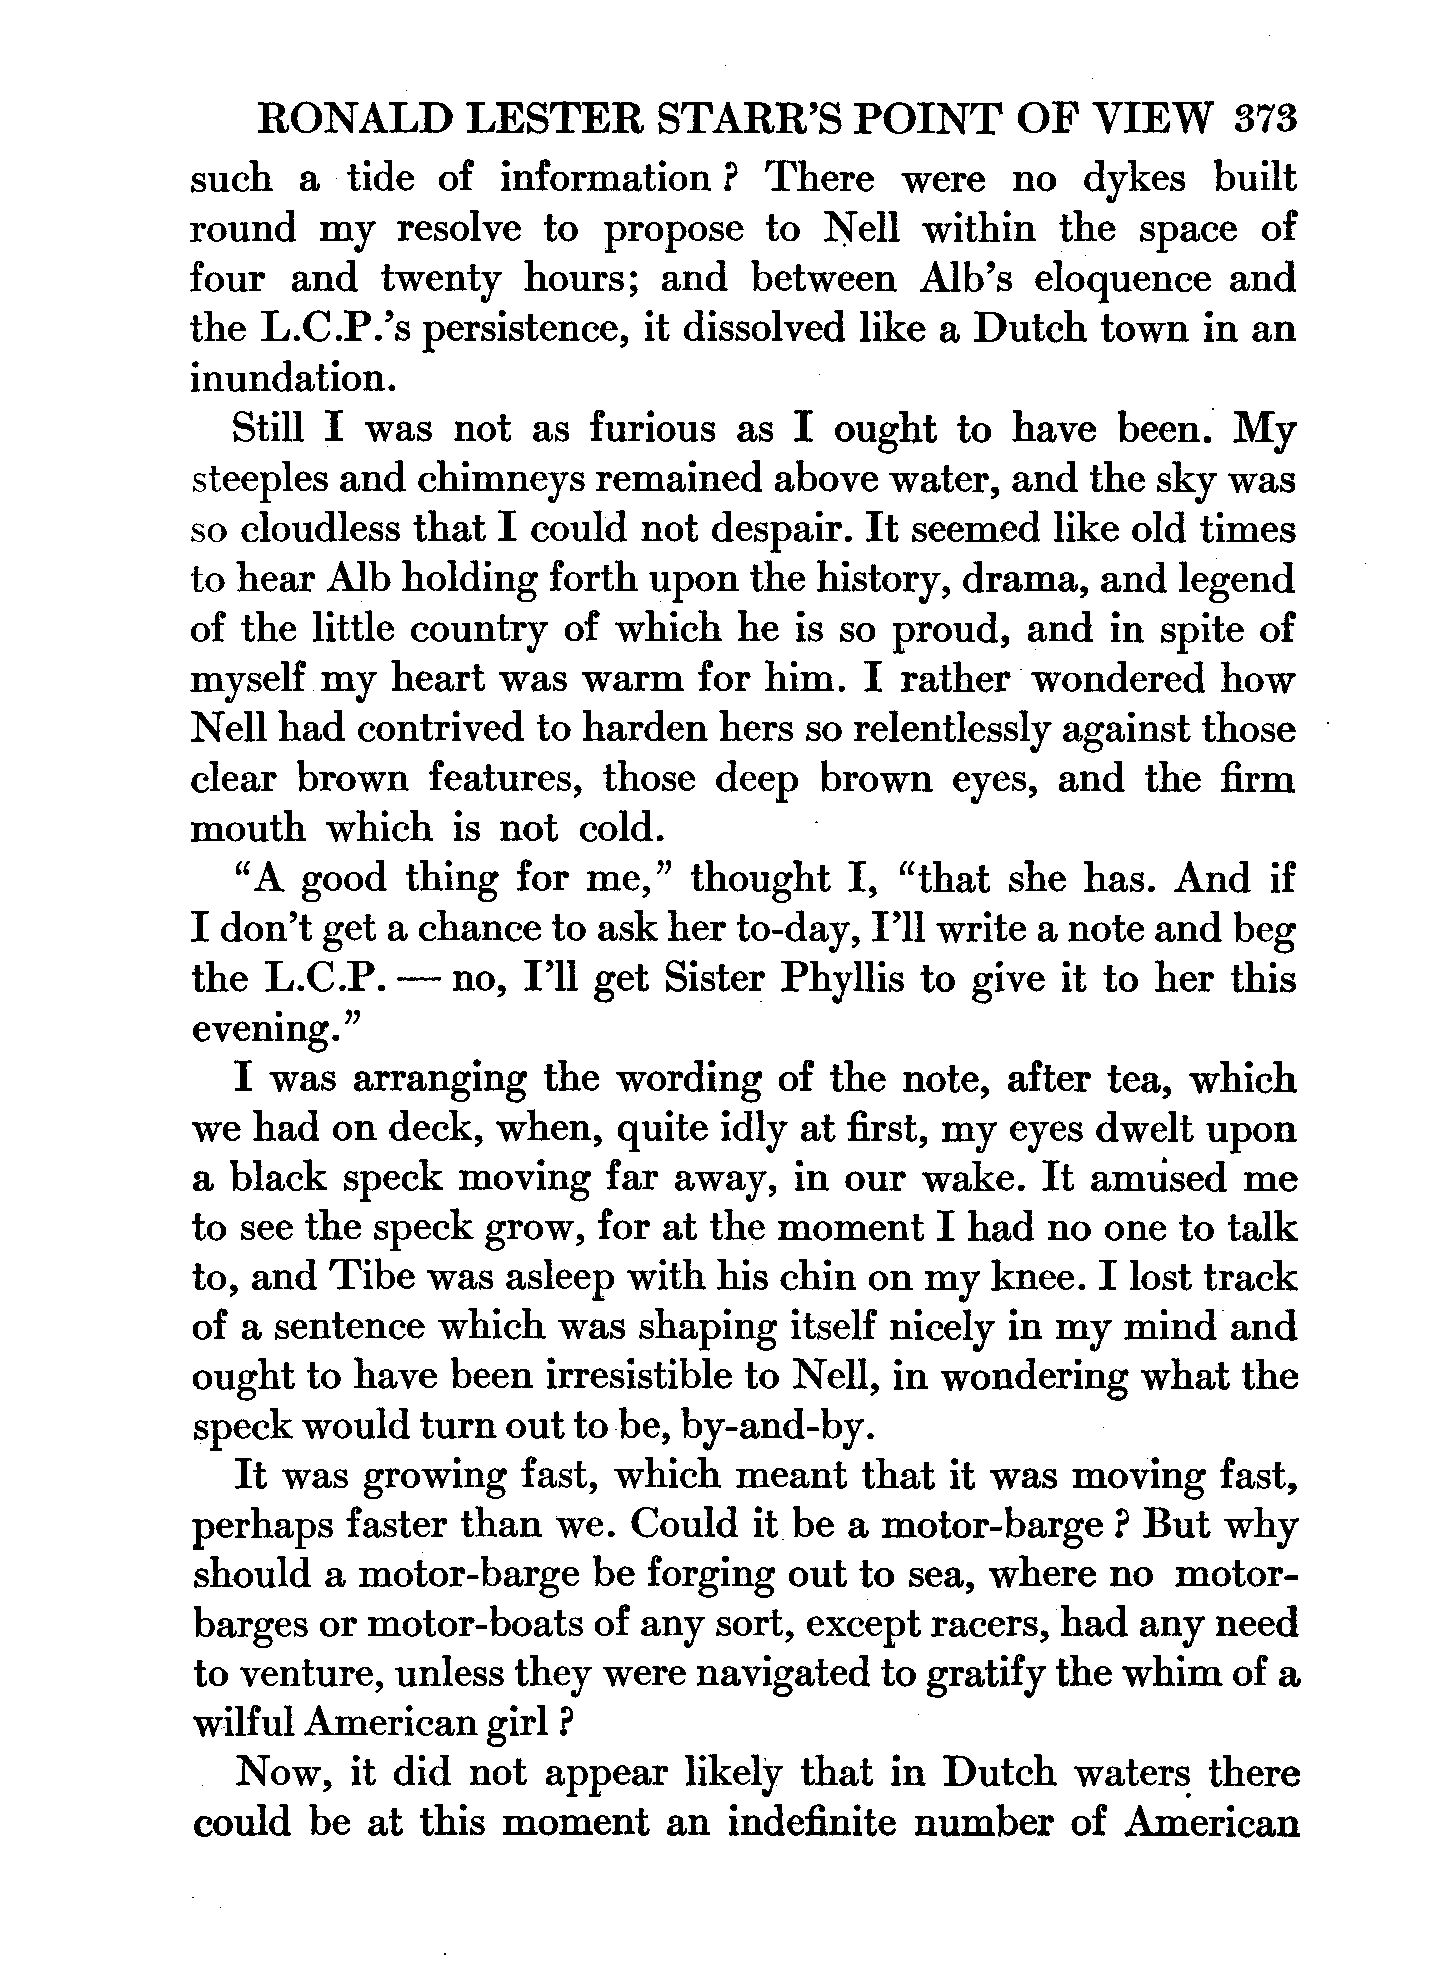 RONALD LESTER STARR'S POINT OF VIEW 373
such a tide of information ? There were no dykes built
round my resolve to propose to Nell within the space of
four and twenty hours; and between Alb's eloquence and
the L.C.P.'s persistence, it dissolved like a Dutch town in an
inundation.
Still I was not as furious as I ought to have been. My
steeples and chimneys remained above water, and the sky was
so cloudless that I could not despair. It seemed like old times
to hear Alb holding forth upon the history, drama, and legend
of the little country of which he is so proud, and in spite of
myself my heart was warm for him. I rather wondered how
Nell had contrived to harden hers so relentlessly against those
clear brown features, those deep brown eyes, and the firm
mouth which is not cold.
"A good thing for me," thought I, "that she has. And if
I don't get a chance to ask her to-day, I'll write a note and beg
the L.C.P. — no, I'll get Sister Phyllis to give it to her this
evening."
I was arranging the wording of the note, after tea, which
we had on deck, when, quite idly at first, my eyes dwelt upon
a black speck moving far away, in our wake. It amused me
to see the speck grow, for at the moment I had no one to talk
to, and Tibe was asleep with his chin on my knee. I lost track
of a sentence which was shaping itself nicely in my mind and
ought to have been irresistible to Nell, in wondering what the
speck would turn out to be, by-and-by.
It was growing fast, which meant that it was moving fast,
perhaps faster than we. Could it be a motor-barge ? But why
should a motor-barge be forging out to sea, where no motor-
barges or motor-boats of any sort, except racers, had any need
to venture, unless they were navigated to gratify the whim of a
wilful American girl ?
Now, it did not appear likely that in Dutch waters there
could be at this moment an indefinite number of American